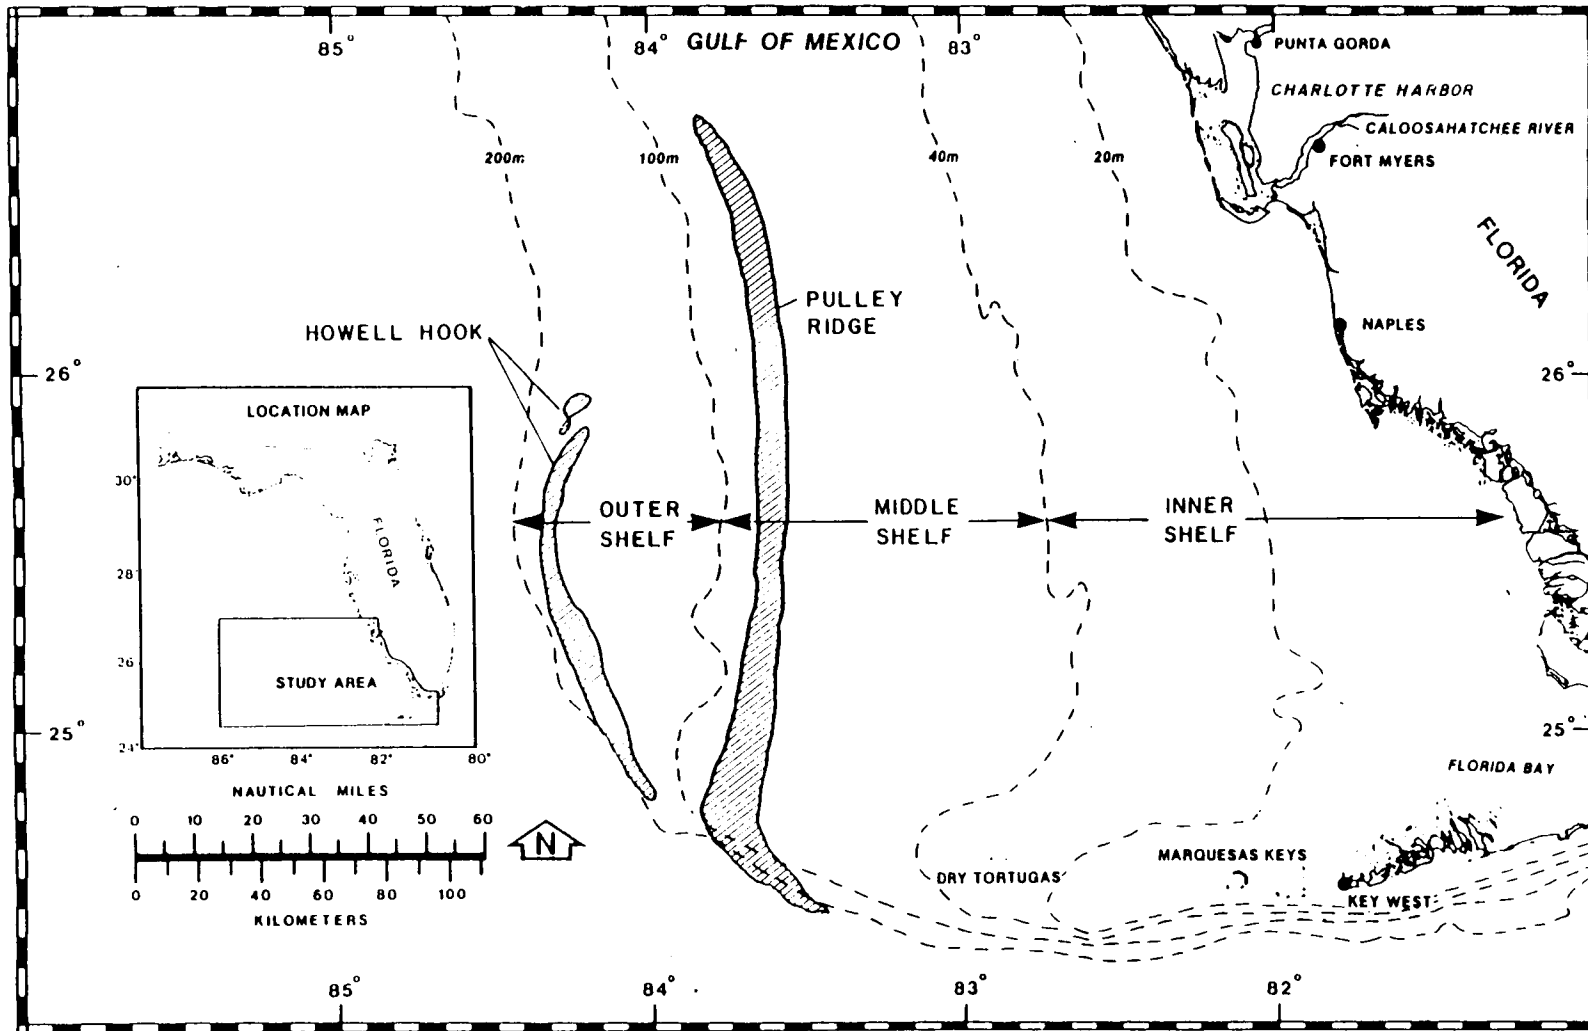 85°
84°
GULF OF MEXICO
83°
82°
PUNTA GORDA
CHARLOTTE HARBOR
CALOOSAHATCHEE RIVER
FORT MYERS
200m
100m
40m
20m
FLORIDA
PULLEY
RIDGE
HOWELL HOOK
NAPLES
26°
26°
LOCATION MAP
30°
28°
26
24°
FLORIDA
STUDY AREA
86°
84°
82°
80°
OUTER
SHELF
MIDDLE
SHELF
INNER
SHELF
25°
25°
FLORIDA BAY
NAUTICAL MILES
0 10 20 30 40 50 60
0 20 40 60 80 100
KILOMETERS
N
DRY TORTUGAS
MARQUESAS KEYS
KEY WEST
85°
84°
83°
82°